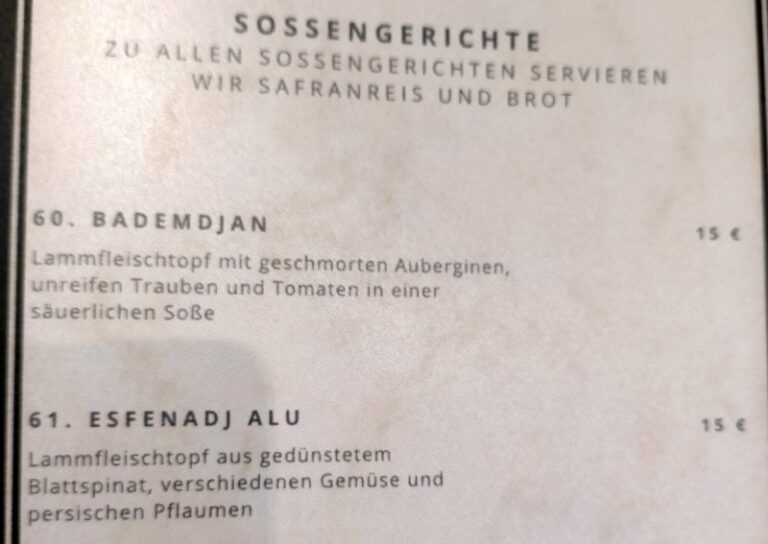 SOSSENGERICHTE
ZU ALLEN SOSSENGERICHTEN SERVIEREN
WIR SAFRANREIS UND BROT
60. BADEMDJAN 15 €
Lammfleischtopf mit geschmorten Auberginen,
unreifen Trauben und Tomaten in einer
säuerlichen Soße
61. ESFENADJ ALU 15 €
Lammfleischtopf aus gedünstetem
Blattspinat, verschiedenen Gemüse und
persischen Pflaumen